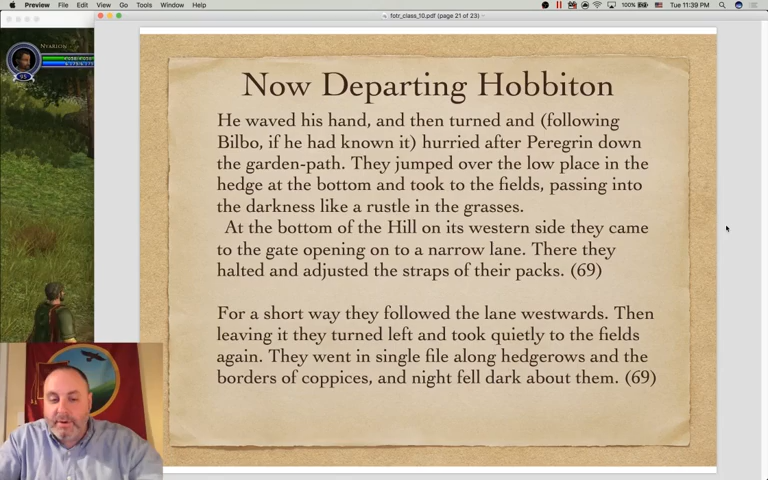 Preview File Edit View Go Tools Window Help
100% Tue 11:39 PM
fotr_class_10.pdf (page 21 of 23)
NYARION
95
Now Departing Hobbiton
He waved his hand, and then turned and (following
Bilbo, if he had known it) hurried after Peregrin down
the garden-path. They jumped over the low place in the
hedge at the bottom and took to the fields, passing into
the darkness like a rustle in the grasses.
At the bottom of the Hill on its western side they came
to the gate opening on to a narrow lane. There they
halted and adjusted the straps of their packs. (69)
For a short way they followed the lane westwards. Then
leaving it they turned left and took quietly to the fields
again. They went in single file along hedgerows and the
borders of coppices, and night fell dark about them. (69)